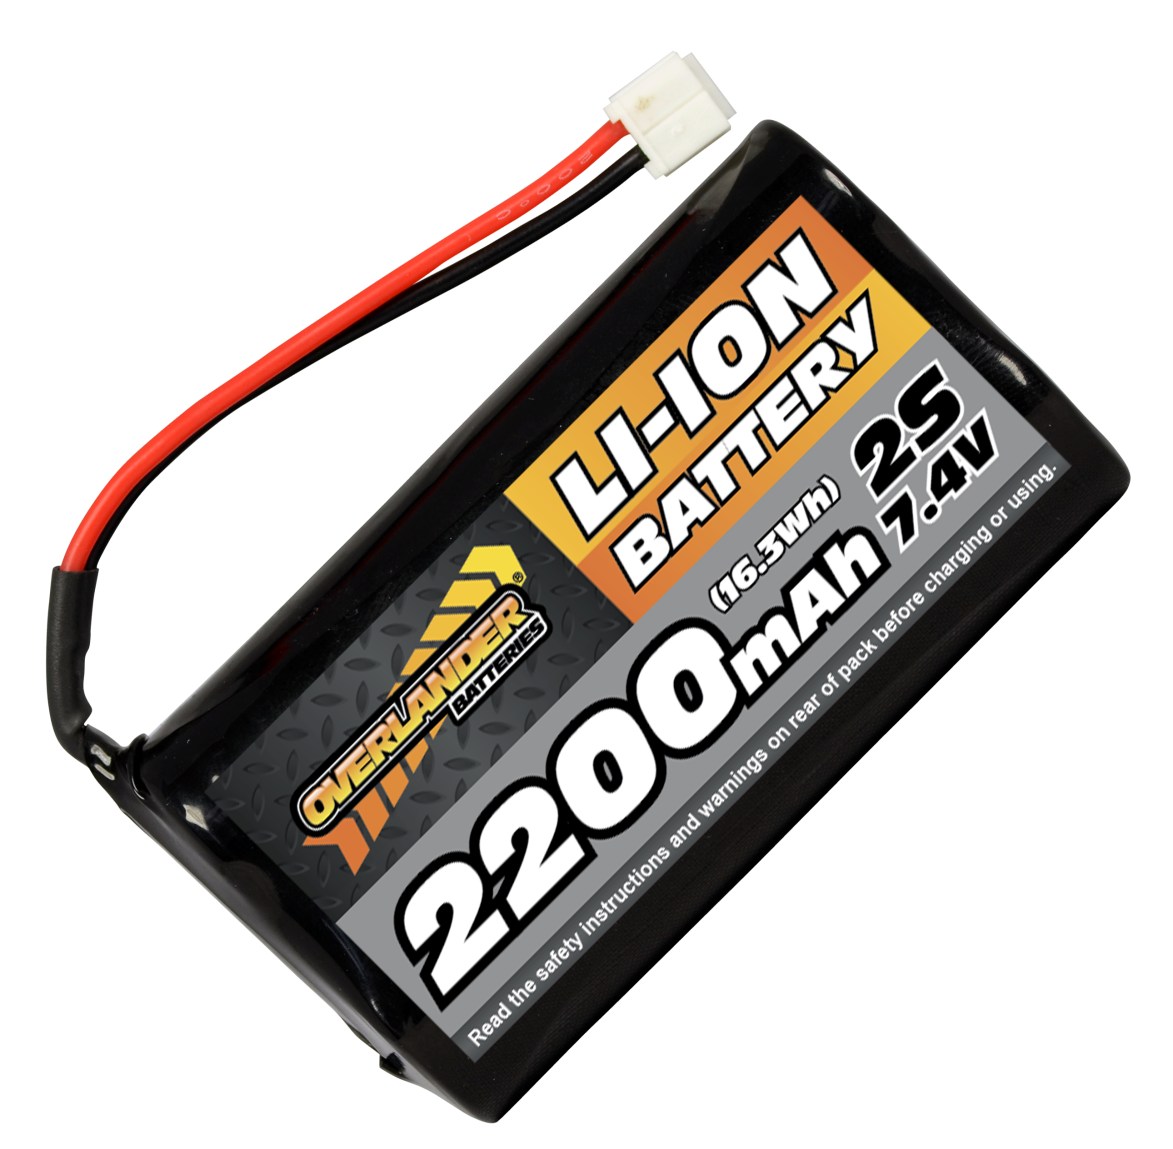 LI-ION
BATTERY
2S
7.4V
(16.3Wh)
2200mAh
OVERLANDER®
BATTERIES
Read the safety instructions and warnings on rear of pack before charging or using.